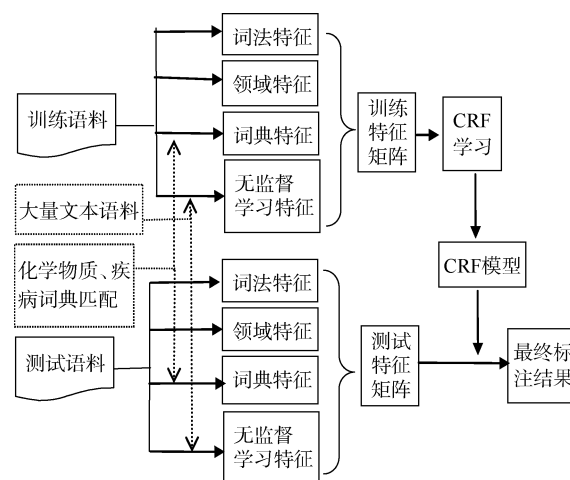 词法特征
领域特征
训练语料
词典特征
无监督
学习特征
训练
特征
矩阵
CRF
学习
大量文本语料
化学物质、疾
病词典匹配
CRF模型
测试语料
词法特征
领域特征
词典特征
无监督
学习特征
测试
特征
矩阵
最终标
注结果